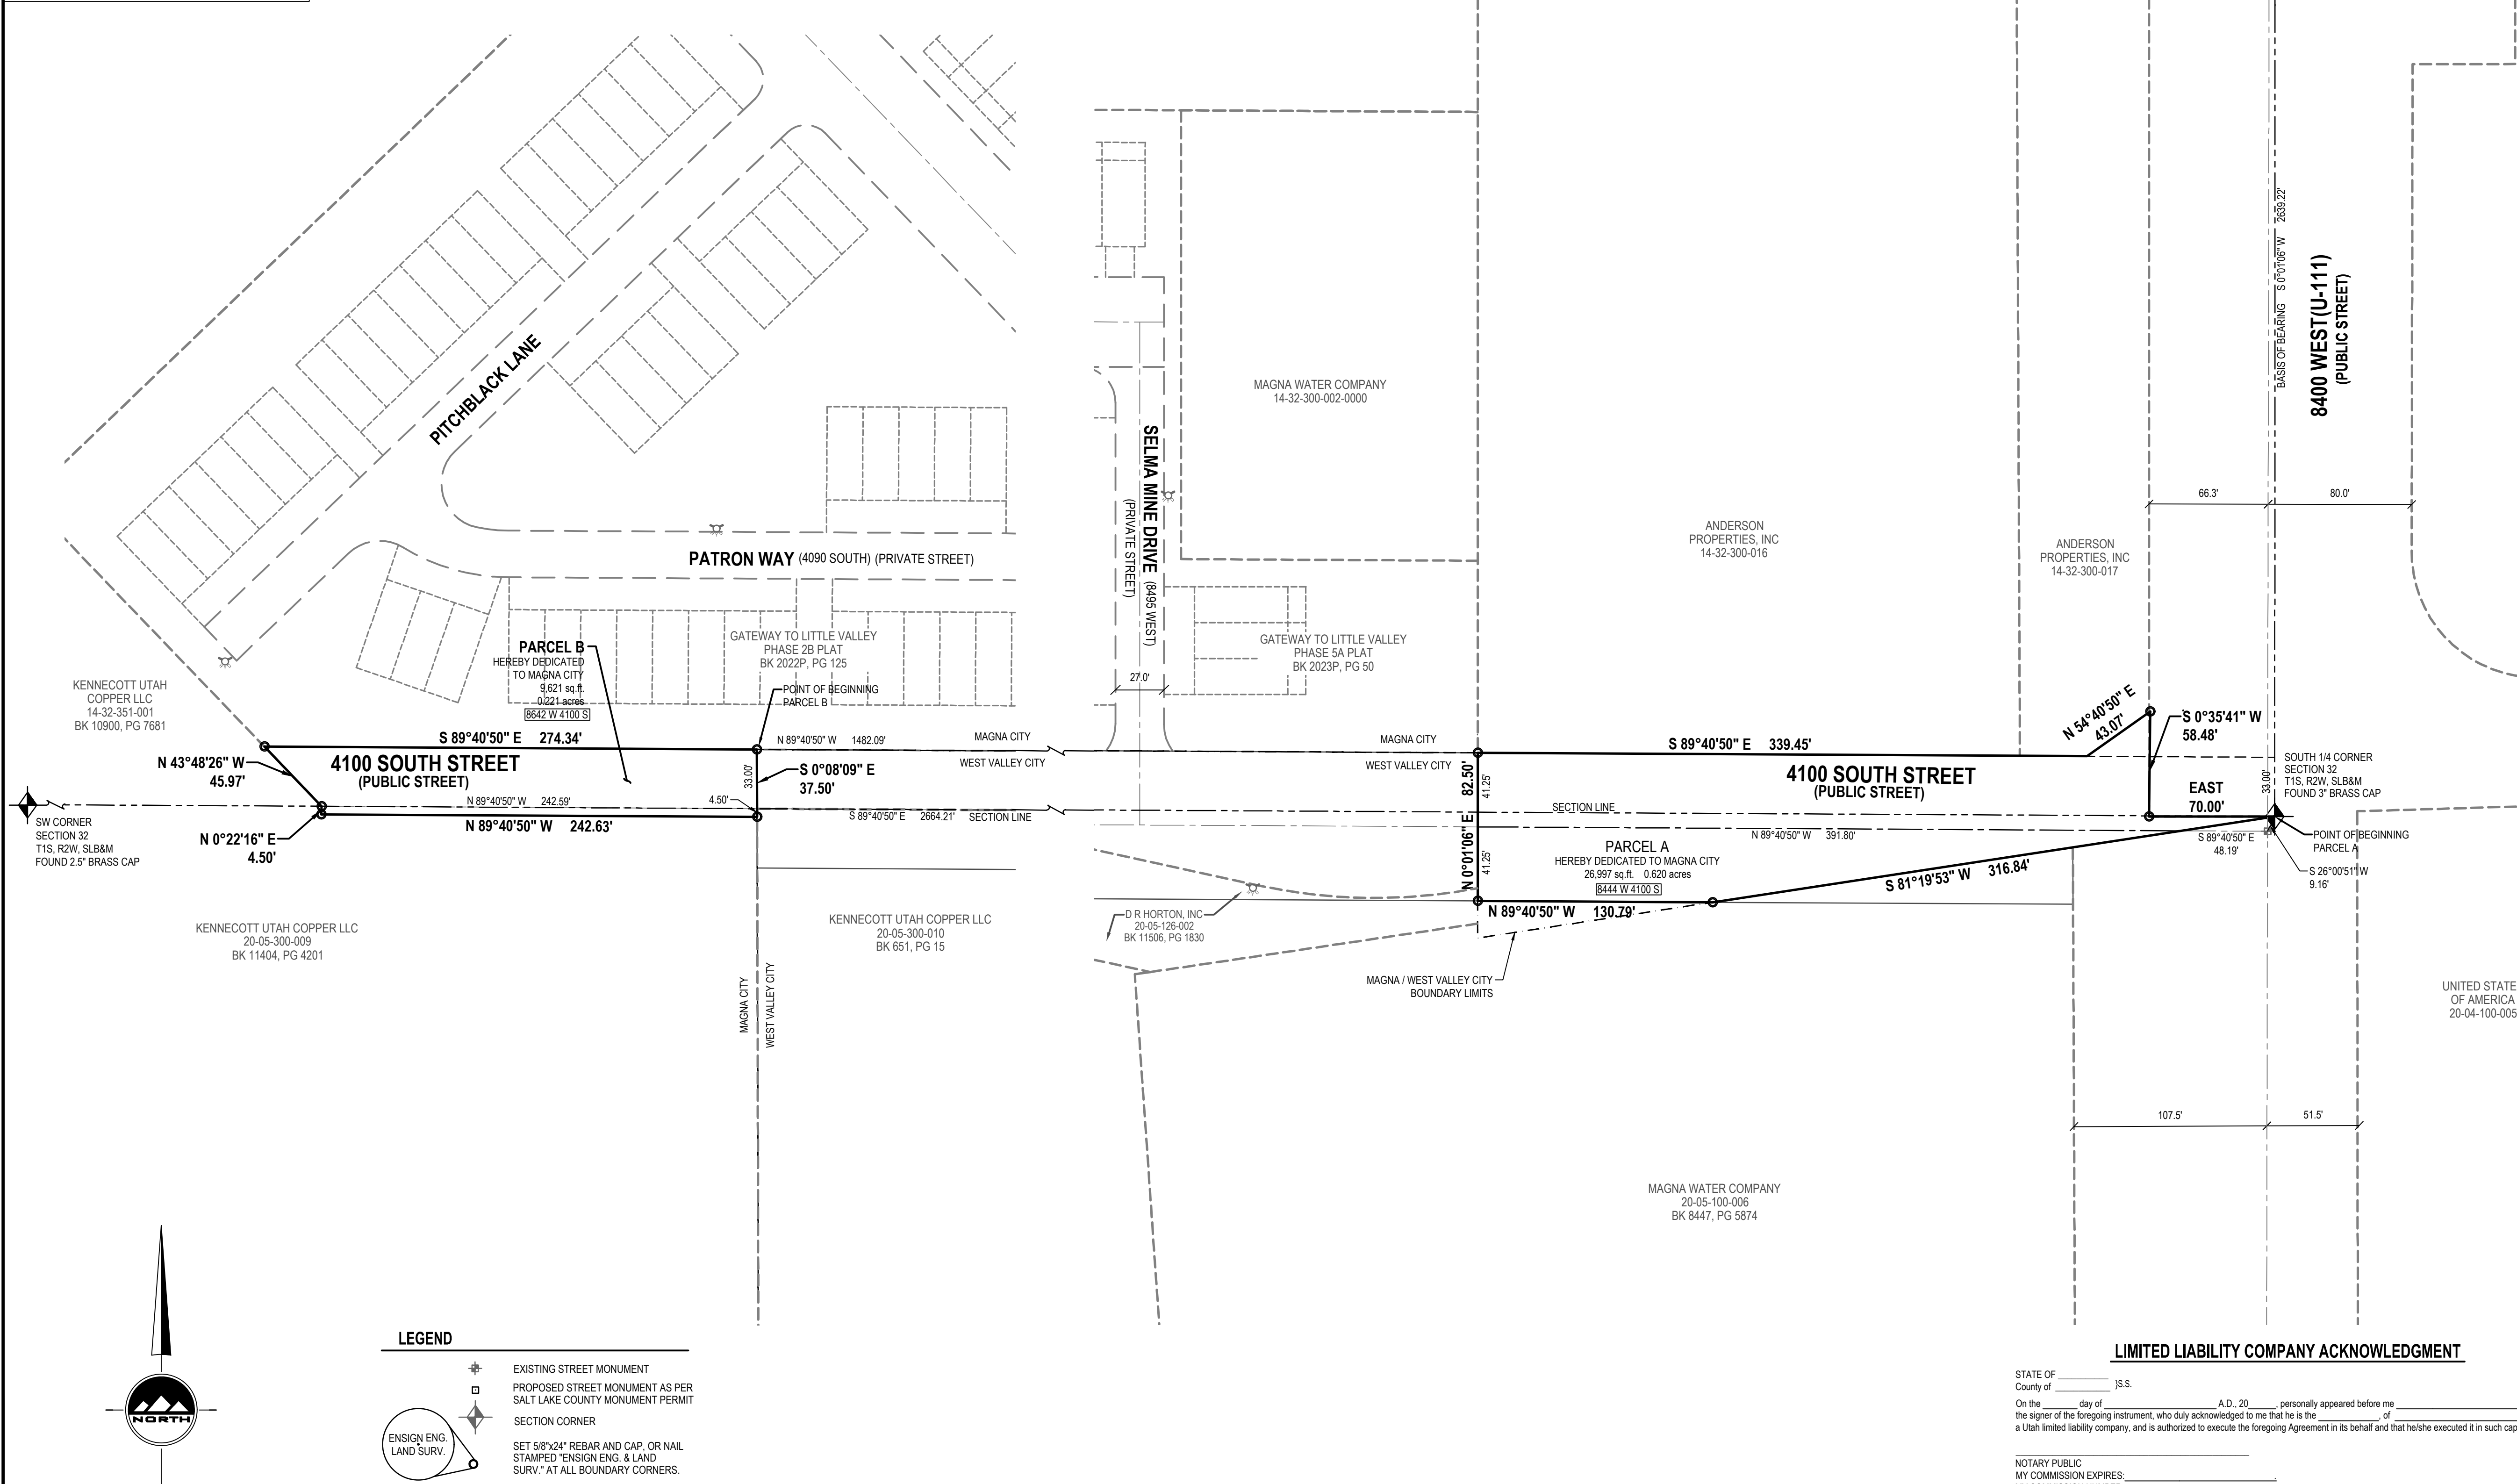 PITCHBLACK LANE
PATRON WAY (4090 SOUTH) (PRIVATE STREET)
SELMA MINE DRIVE (8495 WEST)
(PRIVATE STREET)
27.0'
MAGNA WATER COMPANY
14-32-300-002-0000
ANDERSON
PROPERTIES, INC
14-32-300-016
ANDERSON
PROPERTIES, INC
14-32-300-017
BASIS OF BEARING S 0°01'06" W 2639.22'
8400 WEST(U-111)
(PUBLIC STREET)
66.3'
80.0'
KENNECOTT UTAH
COPPER LLC
14-32-351-001
BK 10900, PG 7681
PARCEL B
HEREBY DEDICATED
TO MAGNA CITY
9,621 sq.ft.
0.221 acres
8642 W 4100 S
GATEWAY TO LITTLE VALLEY
PHASE 2B PLAT
BK 2022P, PG 125
POINT OF BEGINNING
PARCEL B
GATEWAY TO LITTLE VALLEY
PHASE 5A PLAT
BK 2023P, PG 50
S 89°40'50" E 274.34'
4100 SOUTH STREET
(PUBLIC STREET)
N 43°48'26" W
45.97'
N 89°40'50" W 242.59'
N 89°40'50" W 242.63'
N 0°22'16" E
4.50'
SW CORNER
SECTION 32
T1S, R2W, SLB&M
FOUND 2.5" BRASS CAP
33.00'
4.50'
S 0°08'09" E
37.50'
N 89°40'50" W 1482.09'
MAGNA CITY
WEST VALLEY CITY
S 89°40'50" E 2664.21' SECTION LINE
MAGNA CITY
WEST VALLEY CITY
N 0°01'06" E 82.50'
41.25'
41.25'
S 89°40'50" E 339.45'
4100 SOUTH STREET
(PUBLIC STREET)
N 54°40'50" E
43.07'
S 0°35'41" W
58.48'
EAST
70.00'
33.00'
SOUTH 1/4 CORNER
SECTION 32
T1S, R2W, SLB&M
FOUND 3" BRASS CAP
SECTION LINE
N 89°40'50" W 391.80'
S 89°40'50" E
48.19'
POINT OF BEGINNING
PARCEL A
S 26°00'51" W
9.16'
PARCEL A
HEREBY DEDICATED TO MAGNA CITY
26,997 sq.ft. 0.620 acres
8444 W 4100 S
S 81°19'53" W 316.84'
N 89°40'50" W 130.79'
D R HORTON, INC
20-05-126-002
BK 11506, PG 1830
MAGNA / WEST VALLEY CITY
BOUNDARY LIMITS
KENNECOTT UTAH COPPER LLC
20-05-300-009
BK 11404, PG 4201
KENNECOTT UTAH COPPER LLC
20-05-300-010
BK 651, PG 15
MAGNA CITY
WEST VALLEY CITY
UNITED STATE
OF AMERICA
20-04-100-005
107.5'
51.5'
MAGNA WATER COMPANY
20-05-100-006
BK 8447, PG 5874
NORTH
LEGEND
EXISTING STREET MONUMENT
PROPOSED STREET MONUMENT AS PER
SALT LAKE COUNTY MONUMENT PERMIT
SECTION CORNER
ENSIGN ENG.
LAND SURV.
SET 5/8"x24" REBAR AND CAP, OR NAIL
STAMPED "ENSIGN ENG. & LAND
SURV." AT ALL BOUNDARY CORNERS.
LIMITED LIABILITY COMPANY ACKNOWLEDGMENT
STATE OF __________
County of __________ }S.S.
On the _______ day of _______________________ A.D., 20_____, personally appeared before me _______________________
the signer of the foregoing instrument, who duly acknowledged to me that he is the ____________, of _______________________
a Utah limited liability company, and is authorized to execute the foregoing Agreement in its behalf and that he/she executed it in such cap
NOTARY PUBLIC
MY COMMISSION EXPIRES:______________________________.